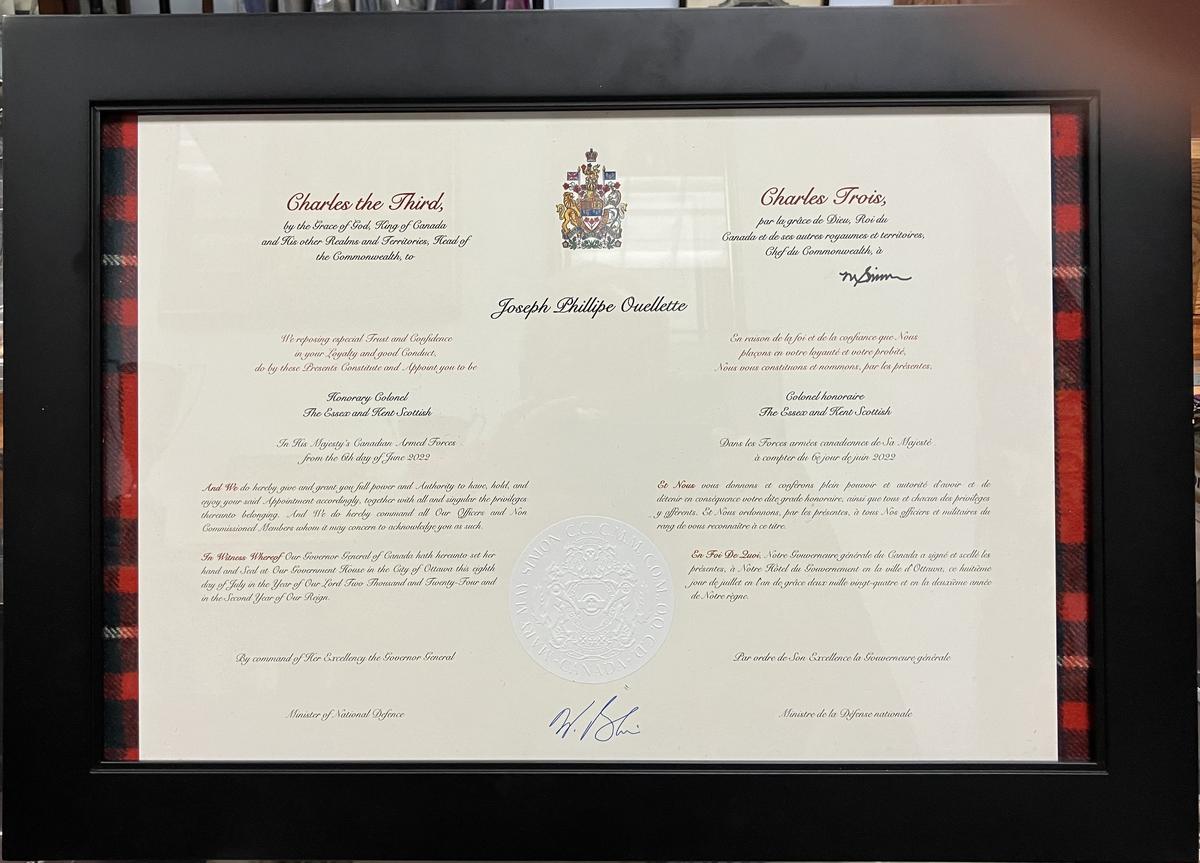 Charles the Third,
by the Grace of God, King of Canada
and His other Realms and Territories, Head of
the Commonwealth, to
Charles Trois,
par la grâce de Dieu, Roi du
Canada et de ses autres royaumes et territoires,
Chef du Commonwealth, à
Joseph Phillipe Ouellette
We reposing especial Trust and Confidence
in your Loyalty and good Conduct,
do by these Presents Constitute and Appoint you to be
Honorary Colonel
The Essex and Kent Scottish
In His Majesty's Canadian Armed Forces
from the 6th day of June 2022
And We do hereby give and grant you full power and Authority to have, hold, and
enjoy your said Appointment accordingly, together with all and singular the privileges
thereunto belonging. And We do hereby command all Our Officers and Non
Commissioned Members whom it may concern to acknowledge you as such.
In Witness Whereof Our Governor General of Canada hath hereunto set her
hand and Seal at Our Government House in the City of Ottawa this eighth
day of July in the Year of Our Lord Two Thousand and Twenty-Four and
in the Second Year of Our Reign.
By command of Her Excellency the Governor General
Minister of National Defence
En raison de la foi et de la confiance que Nous
plaçons en votre loyauté et votre probité,
Nous vous constituons et nommons, par les présentes,
Colonel honoraire
The Essex and Kent Scottish
Dans les Forces armées canadiennes de Sa Majesté
à compter du 6e jour de juin 2022
Et Nous vous donnons et conférons plein pouvoir et autorité d'avoir et de
détenir en conséquence votre dite grade honoraire, ainsi que tous et chacun des privilèges
y afférents. Et Nous ordonnons, par les présentes, à tous Nos officiers et militaires du
rang de vous reconnaître à ce titre.
En Foi De Quoi, Notre Gouverneure générale du Canada a signé et scellé les
présentes, à Notre Hôtel du Gouvernement en la ville d'Ottawa, ce huitième
jour de juillet en l'an de grâce deux mille vingt-quatre et en la deuxième année
de Notre règne.
Par ordre de Son Excellence la Gouverneure générale
Ministre de la Défense nationale
MARY MAY SIMON C.C. C.M.M. C.O.M. O.Q. C.D.
CANADA